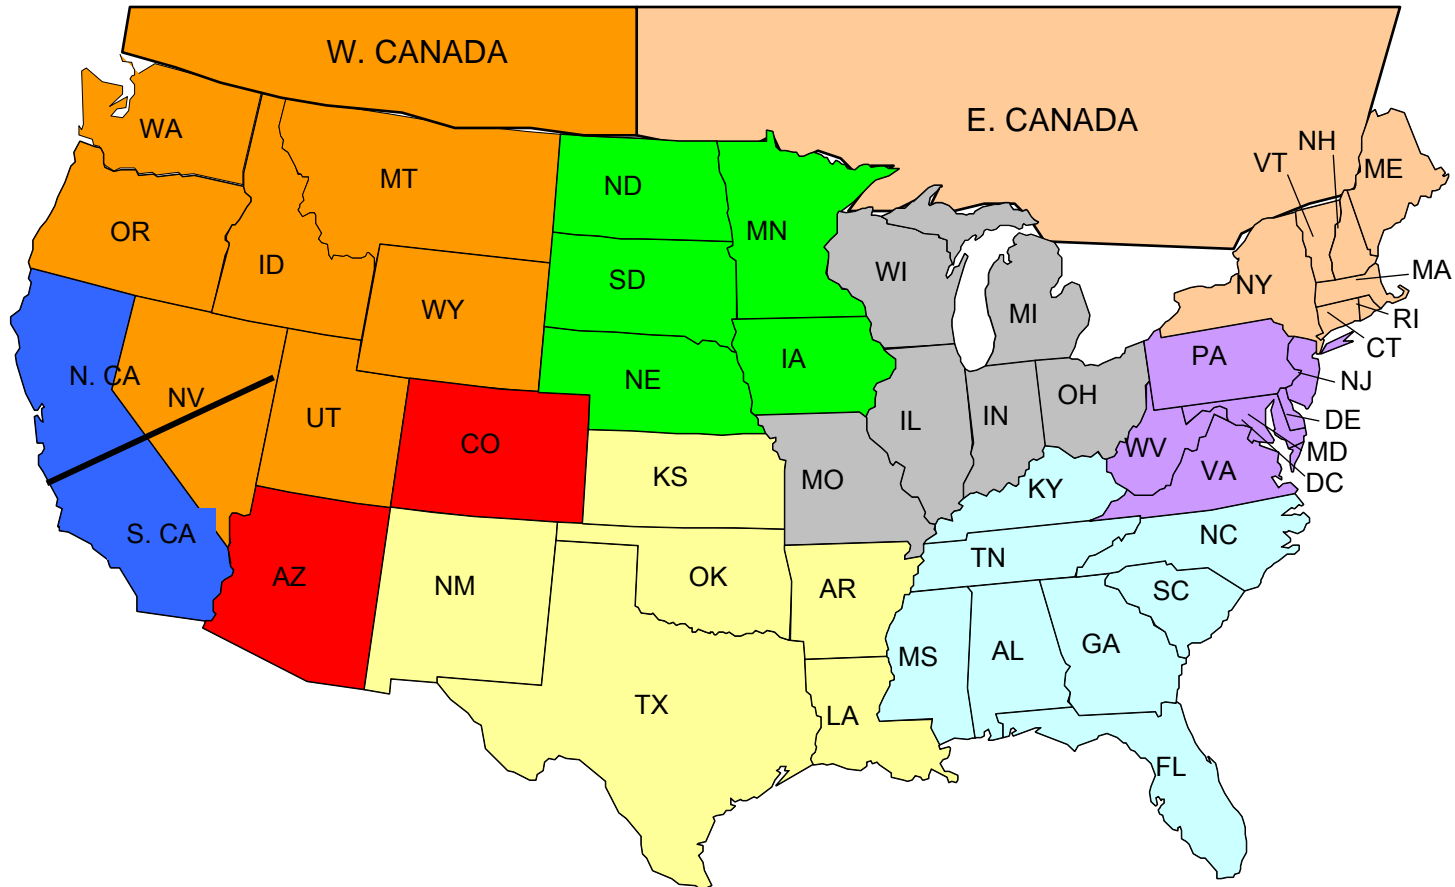 W. CANADA
E. CANADA
WA
NH
VT
ME
MT
ND
OR
MN
ID
WI
SD
MA
NY
WY
MI
RI
CT
PA
IA
N. CA
NE
NJ
NV
OH
UT
IL
IN
DE
CO
WV
MD
KS
VA
MO
DC
KY
S. CA
NC
TN
AZ
OK
NM
AR
SC
GA
AL
MS
TX
LA
FL